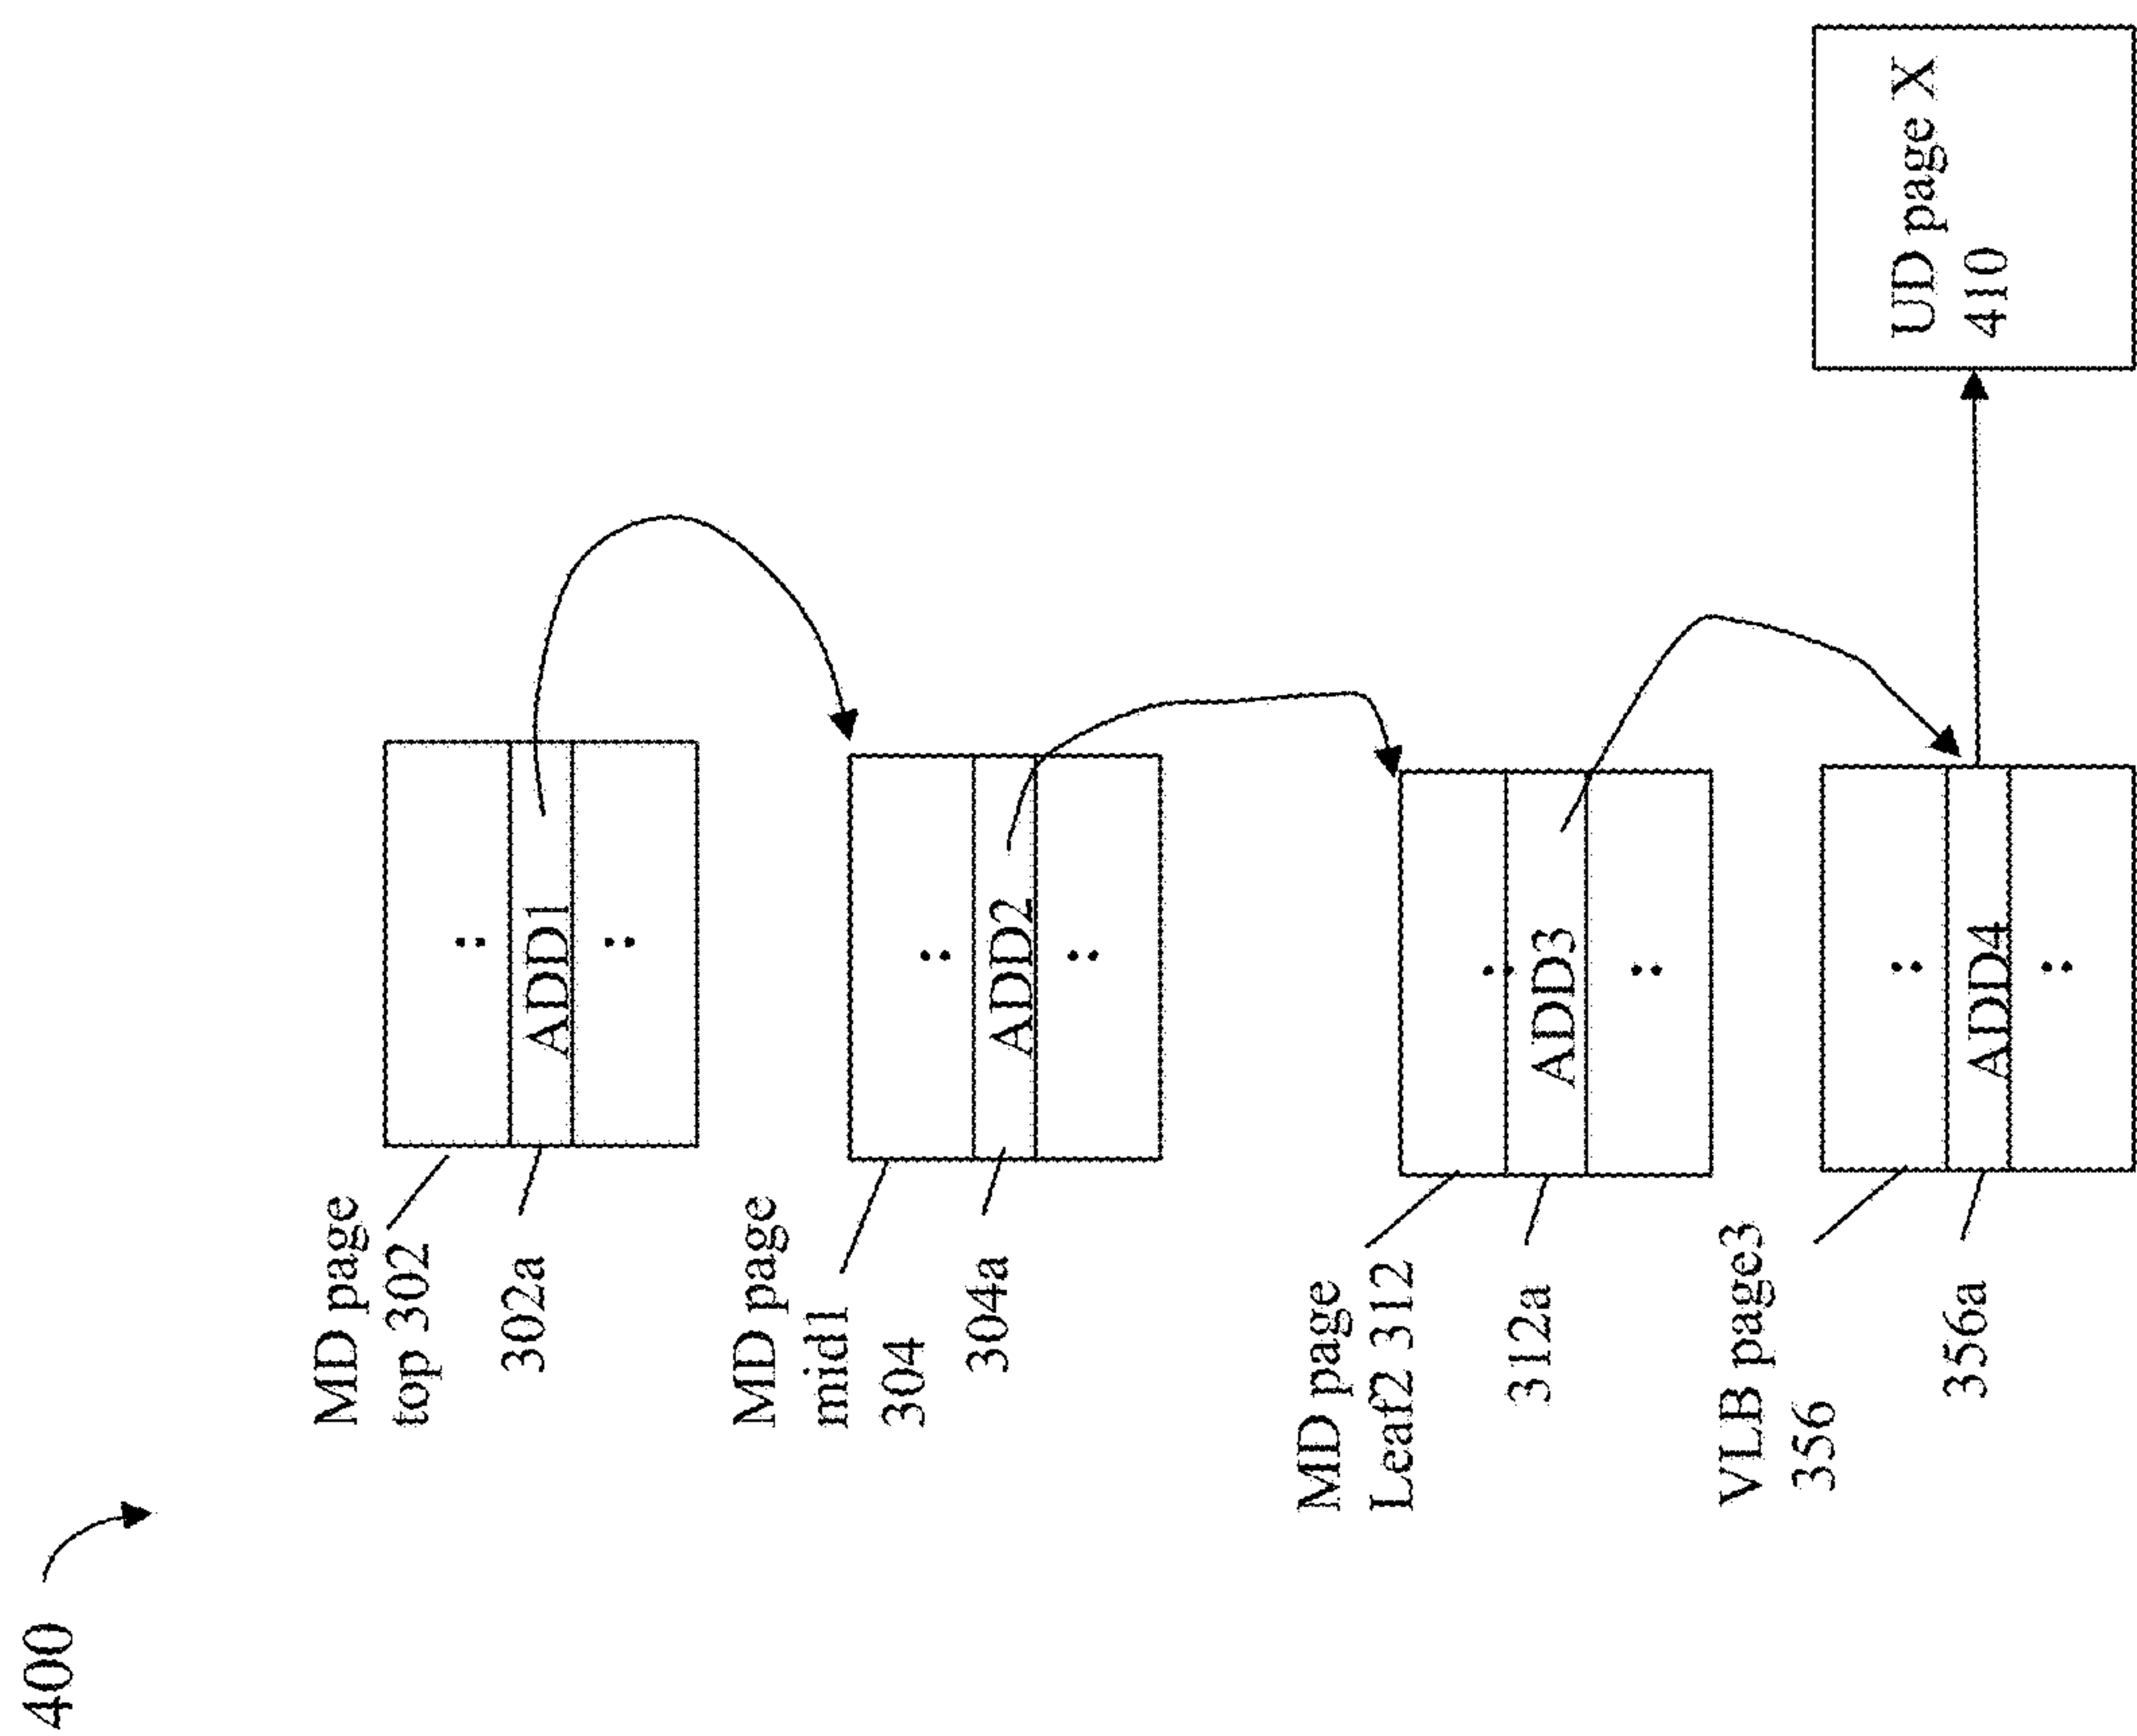 400
MD page
top 302
302a
:
ADD1
:
MD page
mid1
304
304a
:
ADD2
:
MD page
Leaf2 312
312a
:
ADD3
:
VLB page3
356
356a
:
ADD4
:
UD page X
410